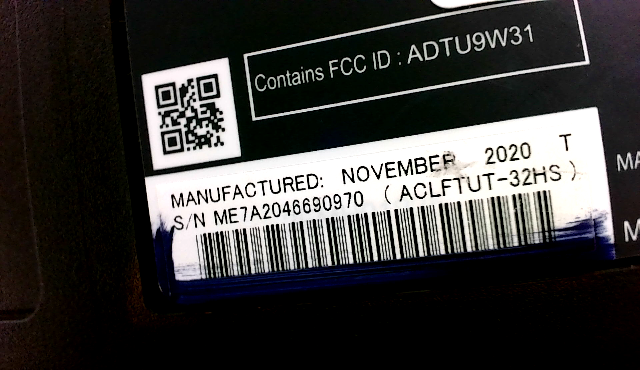 Contains FCC ID : ADTU9W31
MANUFACTURED: NOVEMBER 2020 T
S/N ME7A2046690970 ( ACLFTUT-32HS )